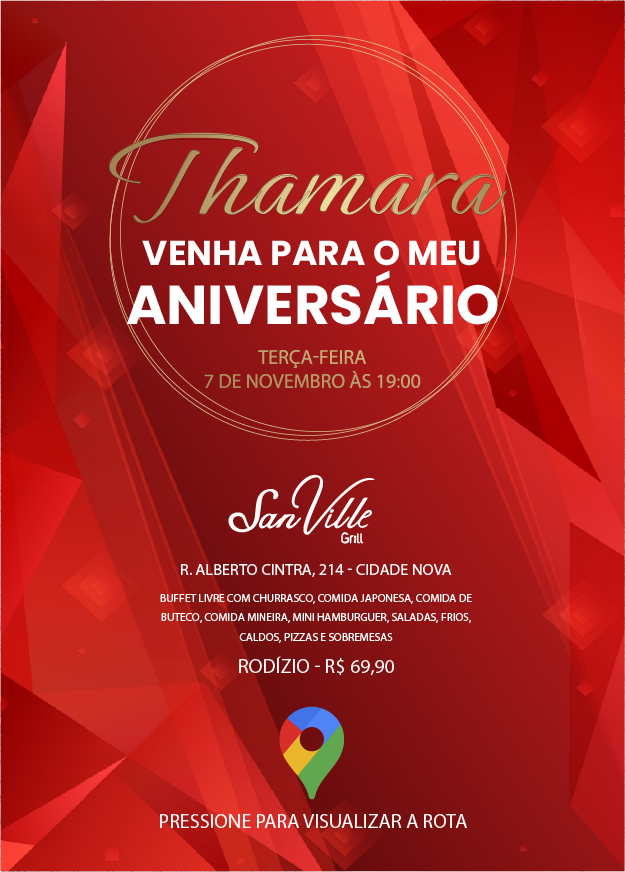 Thamara
VENHA PARA O MEU
ANIVERSÁRIO
TERÇA-FEIRA
7 DE NOVEMBRO ÀS 19:00
SanVille
Grill
R. ALBERTO CINTRA, 214 - CIDADE NOVA
BUFFET LIVRE COM CHURRASCO, COMIDA JAPONESA, COMIDA DE
BUTECO, COMIDA MINEIRA, MINI HAMBURGUER, SALADAS, FRIOS,
CALDOS, PIZZAS E SOBREMESAS
RODÍZIO - R$ 69,90
PRESSIONE PARA VISUALIZAR A ROTA